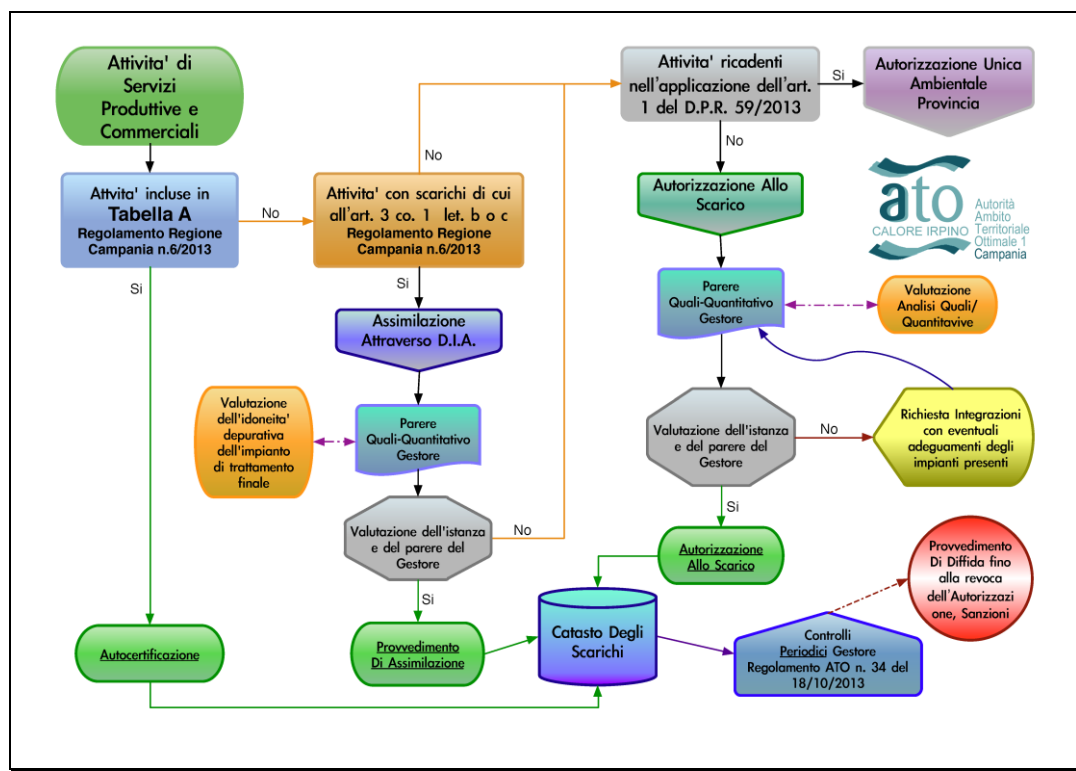 Attivita' di
Servizi
Produttive e
Commerciali
Attvita' incluse in
Tabella A
Regolamento Regione
Campania n.6/2013
No
Si
Attivita' con scarichi di cui
all'art. 3 co. 1 let. b o c
Regolamento Regione
Campania n.6/2013
No
Si
Attivita' ricadenti
nell'applicazione dell'art.
1 del D.P.R. 59/2013
Si
No
Autorizzazione Unica
Ambientale
Provincia
Autorizzazione Allo
Scarico
ato
CALORE IRPINO
Autorità
Ambito
Territoriale
Ottimale 1
Campania
Parere
Quali-Quantitativo
Gestore
Valutazione
Analisi Quali/
Quantitavive
Assimilazione
Attraverso D.I.A.
Valutazione
dell'idoneita'
depurativa
dell'impianto
di trattamento
finale
Parere
Quali-Quantitativo
Gestore
Valutazione dell'istanza
e del parere del
Gestore
No
Si
Richiesta Integrazioni
con eventuali
adeguamenti degli
impianti presenti
Valutazione dell'istanza
e del parere del
Gestore
No
Si
Autorizzazione
Allo Scarico
Provvedimento
Di Diffida fino
alla revoca
dell'Autorizzazi
one, Sanzioni
Autocertificazione
Provvedimento
Di Assimilazione
Catasto Degli
Scarichi
Controlli
Periodici Gestore
Regolamento ATO n. 34 del
18/10/2013